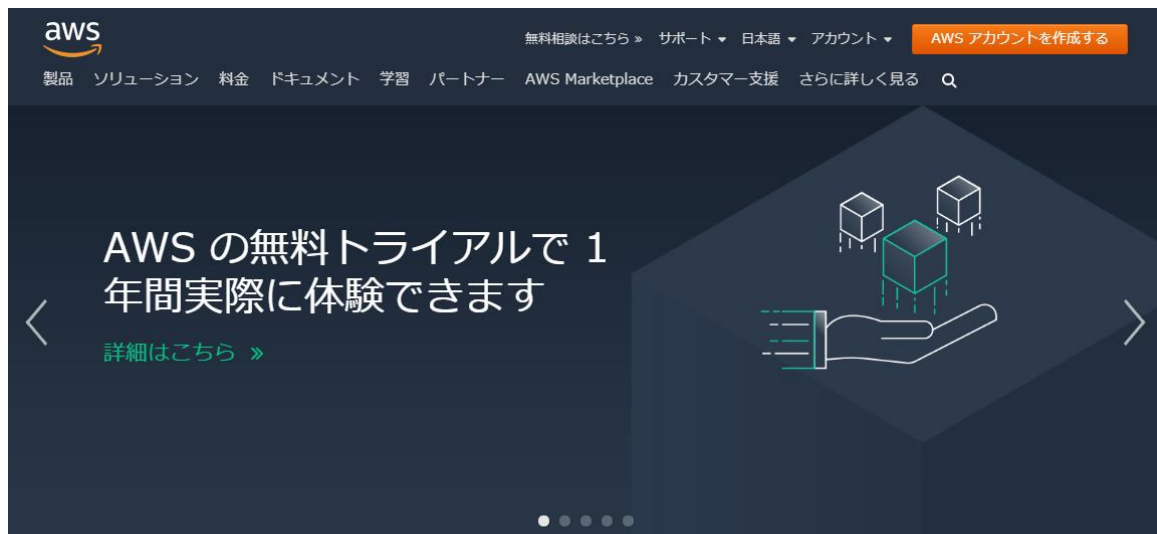 aws
無料相談はこちら » サポート 日本語 アカウント AWS アカウントを作成する
製品 ソリューション 料金 ドキュメント 学習 パートナー AWS Marketplace カスタマー支援 さらに詳しく見る
AWS の無料トライアルで 1
年間実際に体験できます
詳細はこちら »